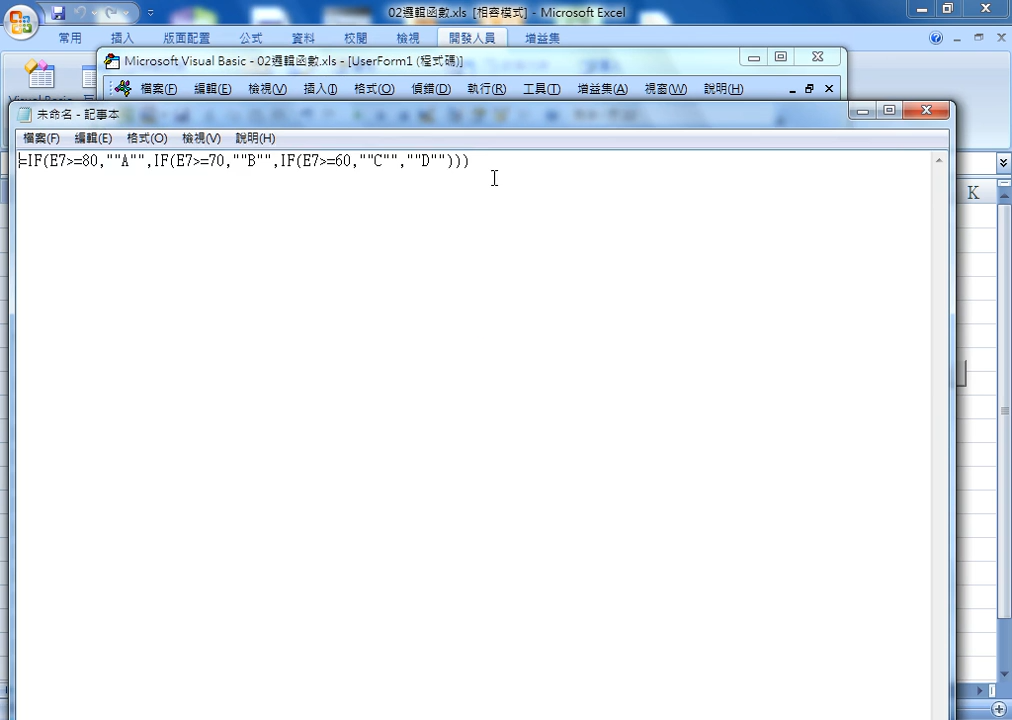 02邏輯函數.xls [相容模式] - Microsoft Excel
常用 插入 版面配置 公式 資料 校閱 檢視 開發人員 增益集
Microsoft Visual Basic - 02邏輯函數.xls - [UserForm1 (程式碼)]
檔案(F) 編輯(E) 檢視(V) 插入(I) 格式(O) 偵錯(D) 執行(R) 工具(T) 增益集(A) 視窗(W) 說明(H)
未命名 - 記事本
檔案(F) 編輯(E) 格式(O) 檢視(V) 說明(H)
=IF(E7>=80,""A"",IF(E7>=70,""B"",IF(E7>=60,""C"",""D"")))
K